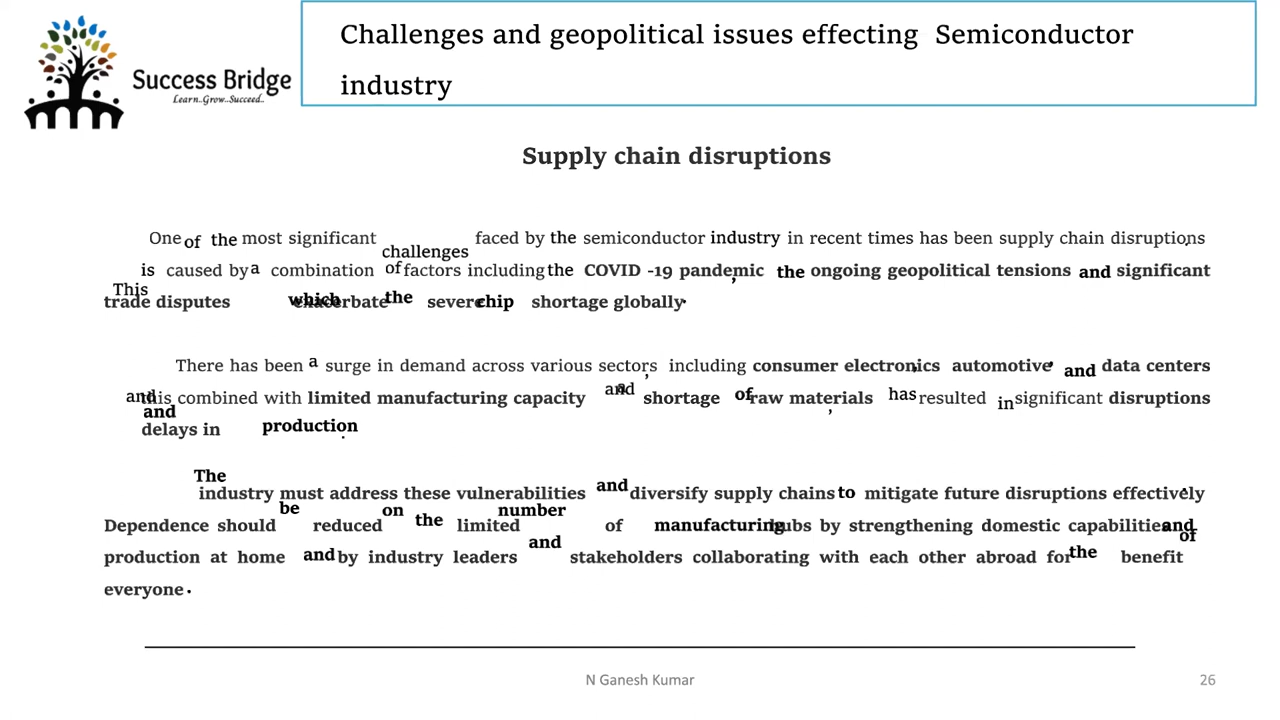 Success Bridge
Learn..Grow..Succeed..
Challenges and geopolitical issues effecting Semiconductor
industry
Supply chain disruptions
One of the most significant challenges faced by the semiconductor industry in recent times has been supply chain disruptions.
This is caused by a combination of factors including the COVID -19 pandemic, the ongoing geopolitical tensions and significant
trade disputes which exacerbate the severe chip shortage globally.
There has been a surge in demand across various sectors, including consumer electronics, automotive, and data centers
and this combined with limited manufacturing capacity and a shortage of raw materials, has resulted in significant disruptions
and delays in production.
The industry must address these vulnerabilities and diversify supply chains to mitigate future disruptions effectively.
Dependence should be reduced on the limited number of manufacturing hubs by strengthening domestic capabilities and
production at home and by industry leaders and stakeholders collaborating with each other abroad for the benefit of
everyone.
N Ganesh Kumar
26